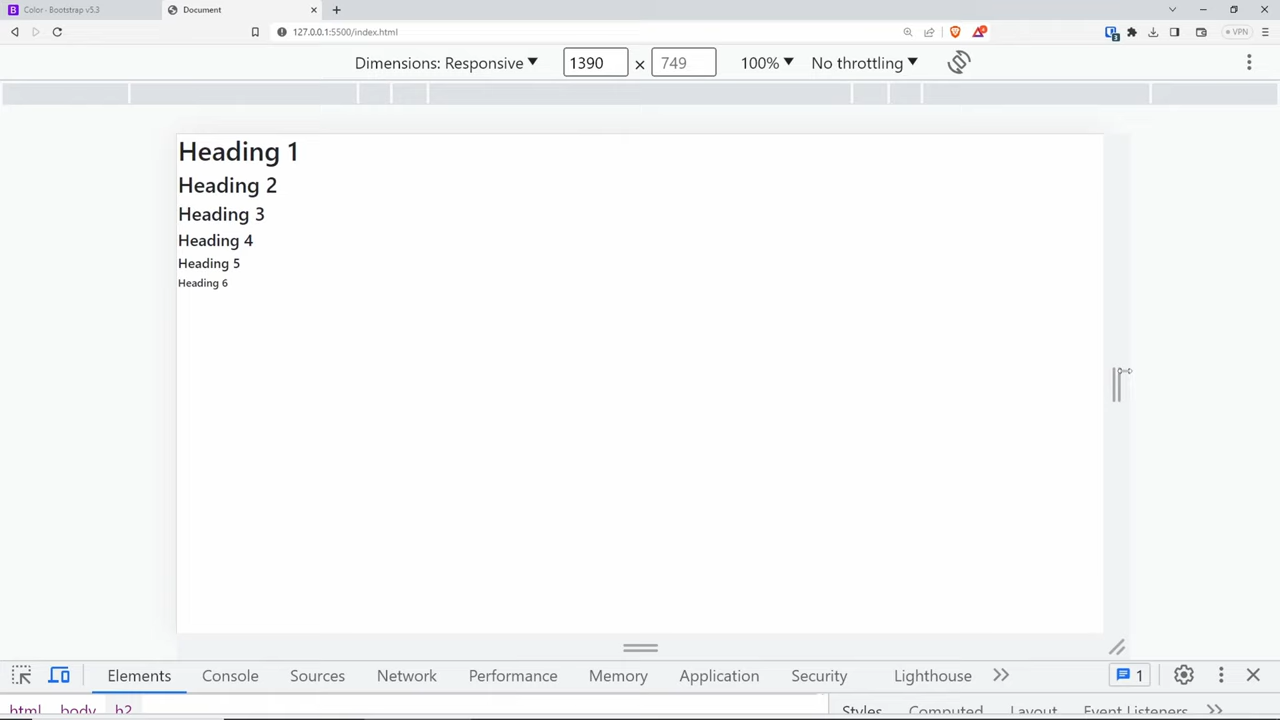 Color - Bootstrap v5.3
Document
127.0.0.1:5500/index.html
VPN
Dimensions: Responsive
1390
×
749
100%
No throttling
Heading 1
Heading 2
Heading 3
Heading 4
Heading 5
Heading 6
Elements
Console
Sources
Network
Performance
Memory
Application
Security
Lighthouse
1
html
body
h2
Styles
Computed
Layout
Event Listeners